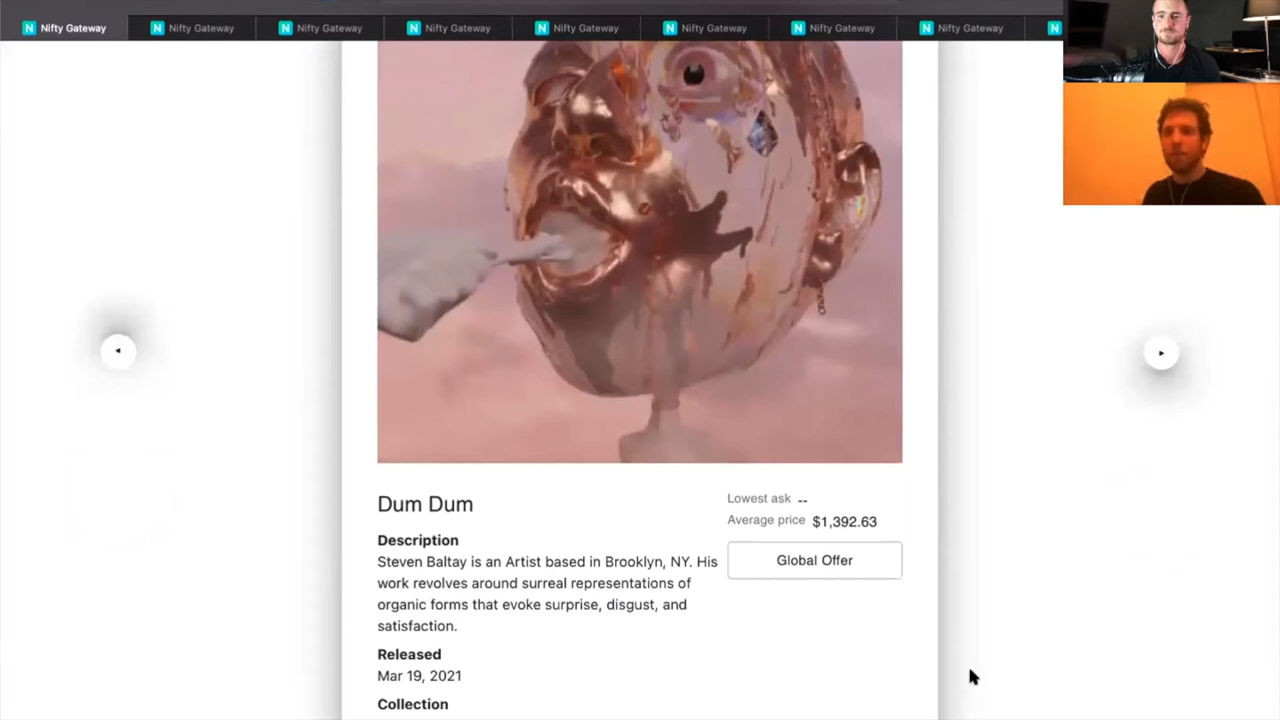 N Nifty Gateway N Nifty Gateway N Nifty Gateway N Nifty Gateway N Nifty Gateway N Nifty Gateway N Nifty Gateway N Nifty Gateway N
Dum Dum
Lowest ask --
Average price $1,392.63
Global Offer
Description
Steven Baltay is an Artist based in Brooklyn, NY. His
work revolves around surreal representations of
organic forms that evoke surprise, disgust, and
satisfaction.
Released
Mar 19, 2021
Collection